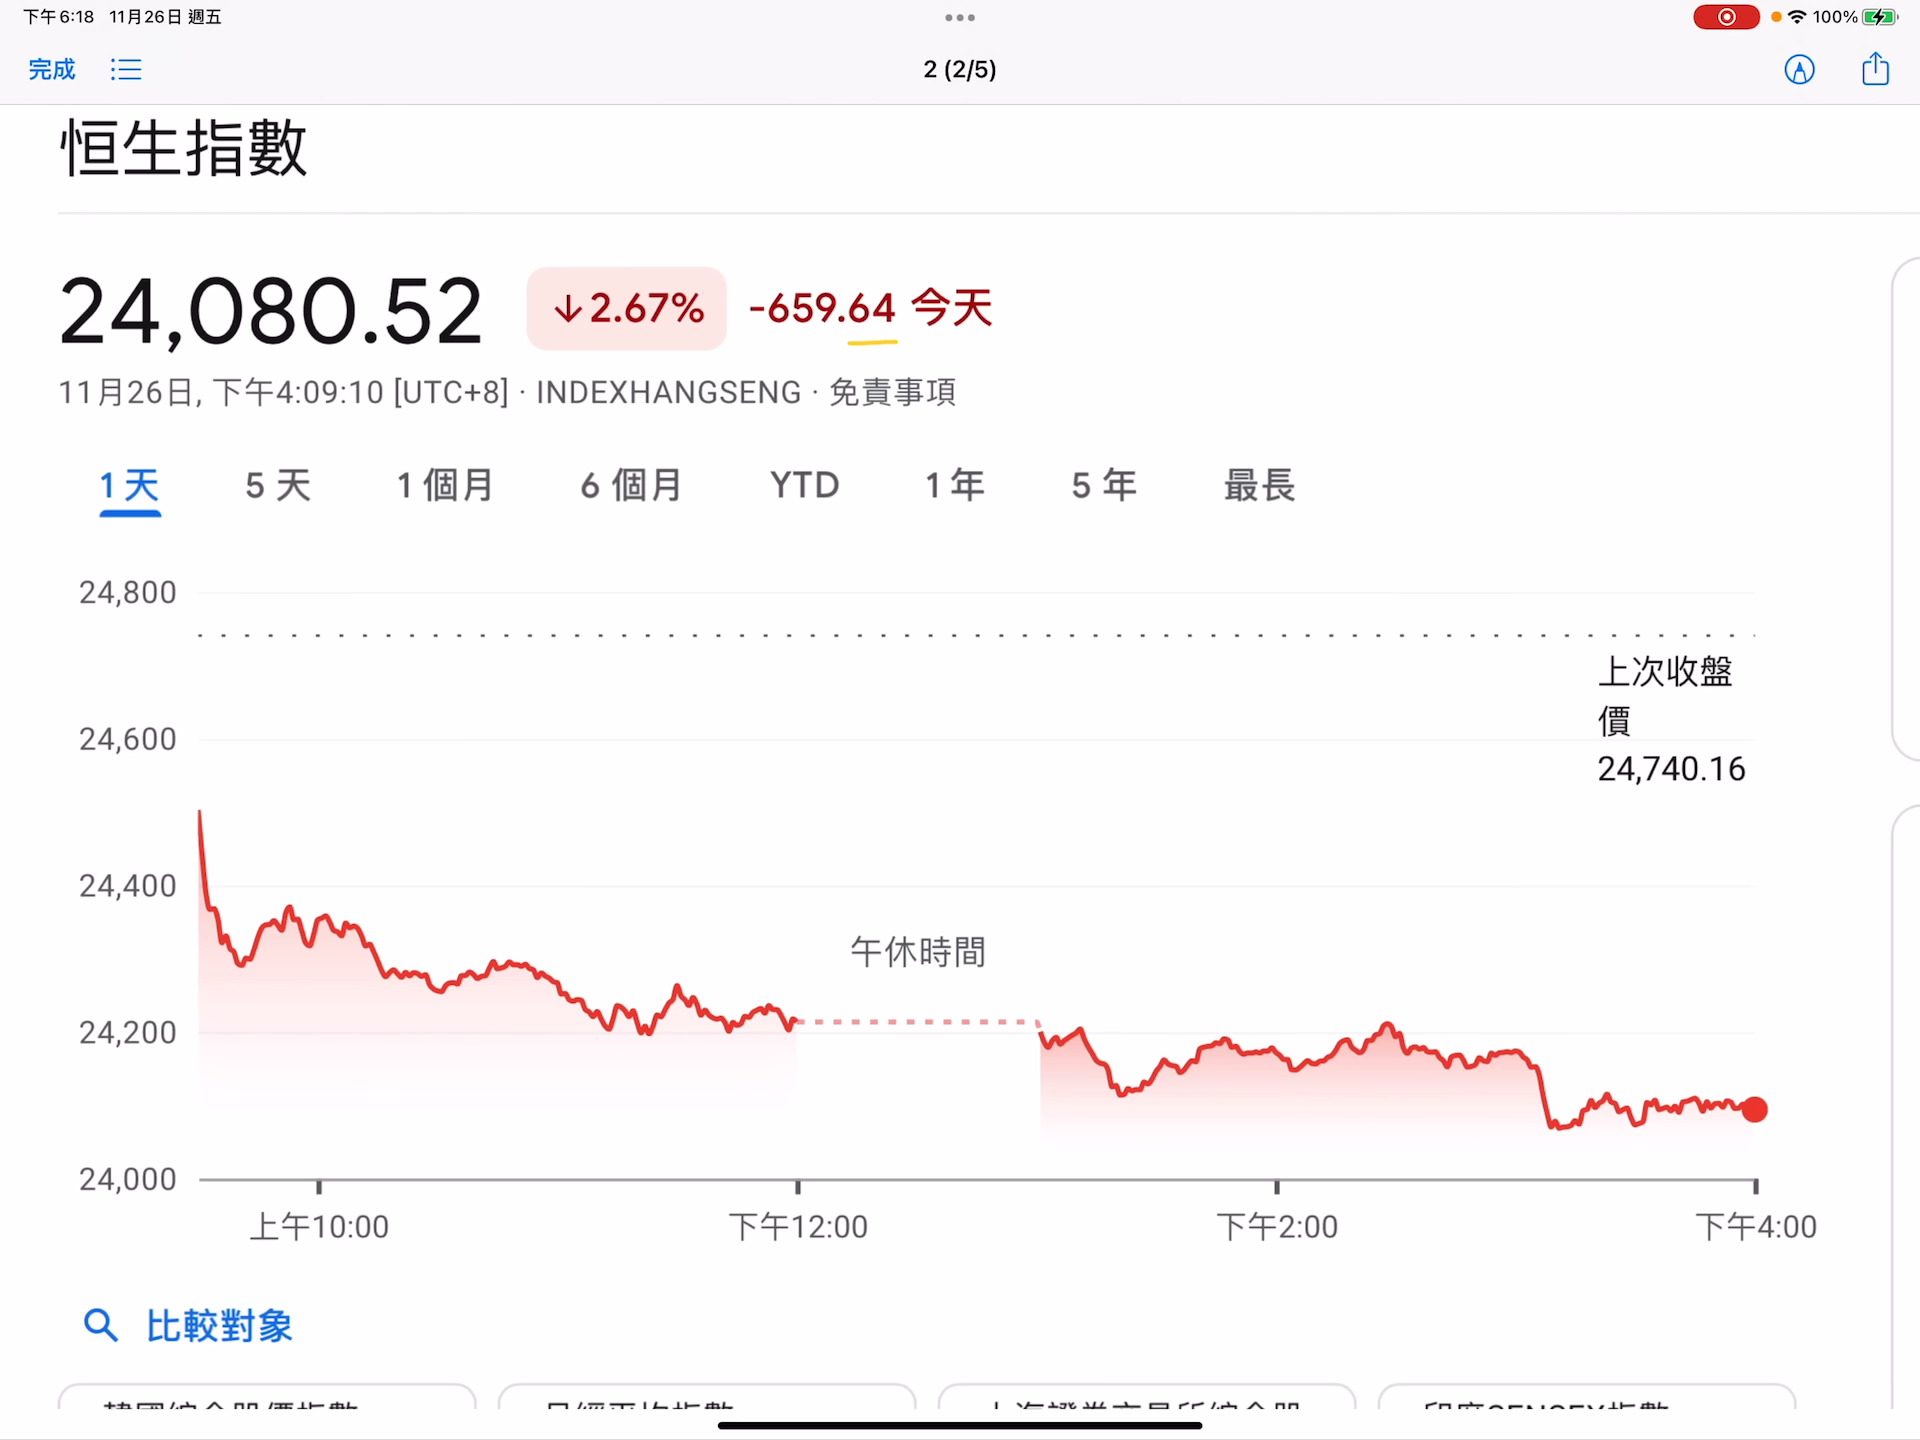 下午6:18 11月26日 週五
100%
完成
2 (2/5)
恒生指數
24,080.52 ↓2.67% -659.64 今天
11月26日, 下午4:09:10 [UTC+8] · INDEXHANGSENG · 免責事項
1 天 5 天 1 個月 6 個月 YTD 1 年 5 年 最長
24,800
上次收盤
價
24,740.16
24,600
24,400
午休時間
24,200
24,000
上午10:00 下午12:00 下午2:00 下午4:00
比較對象